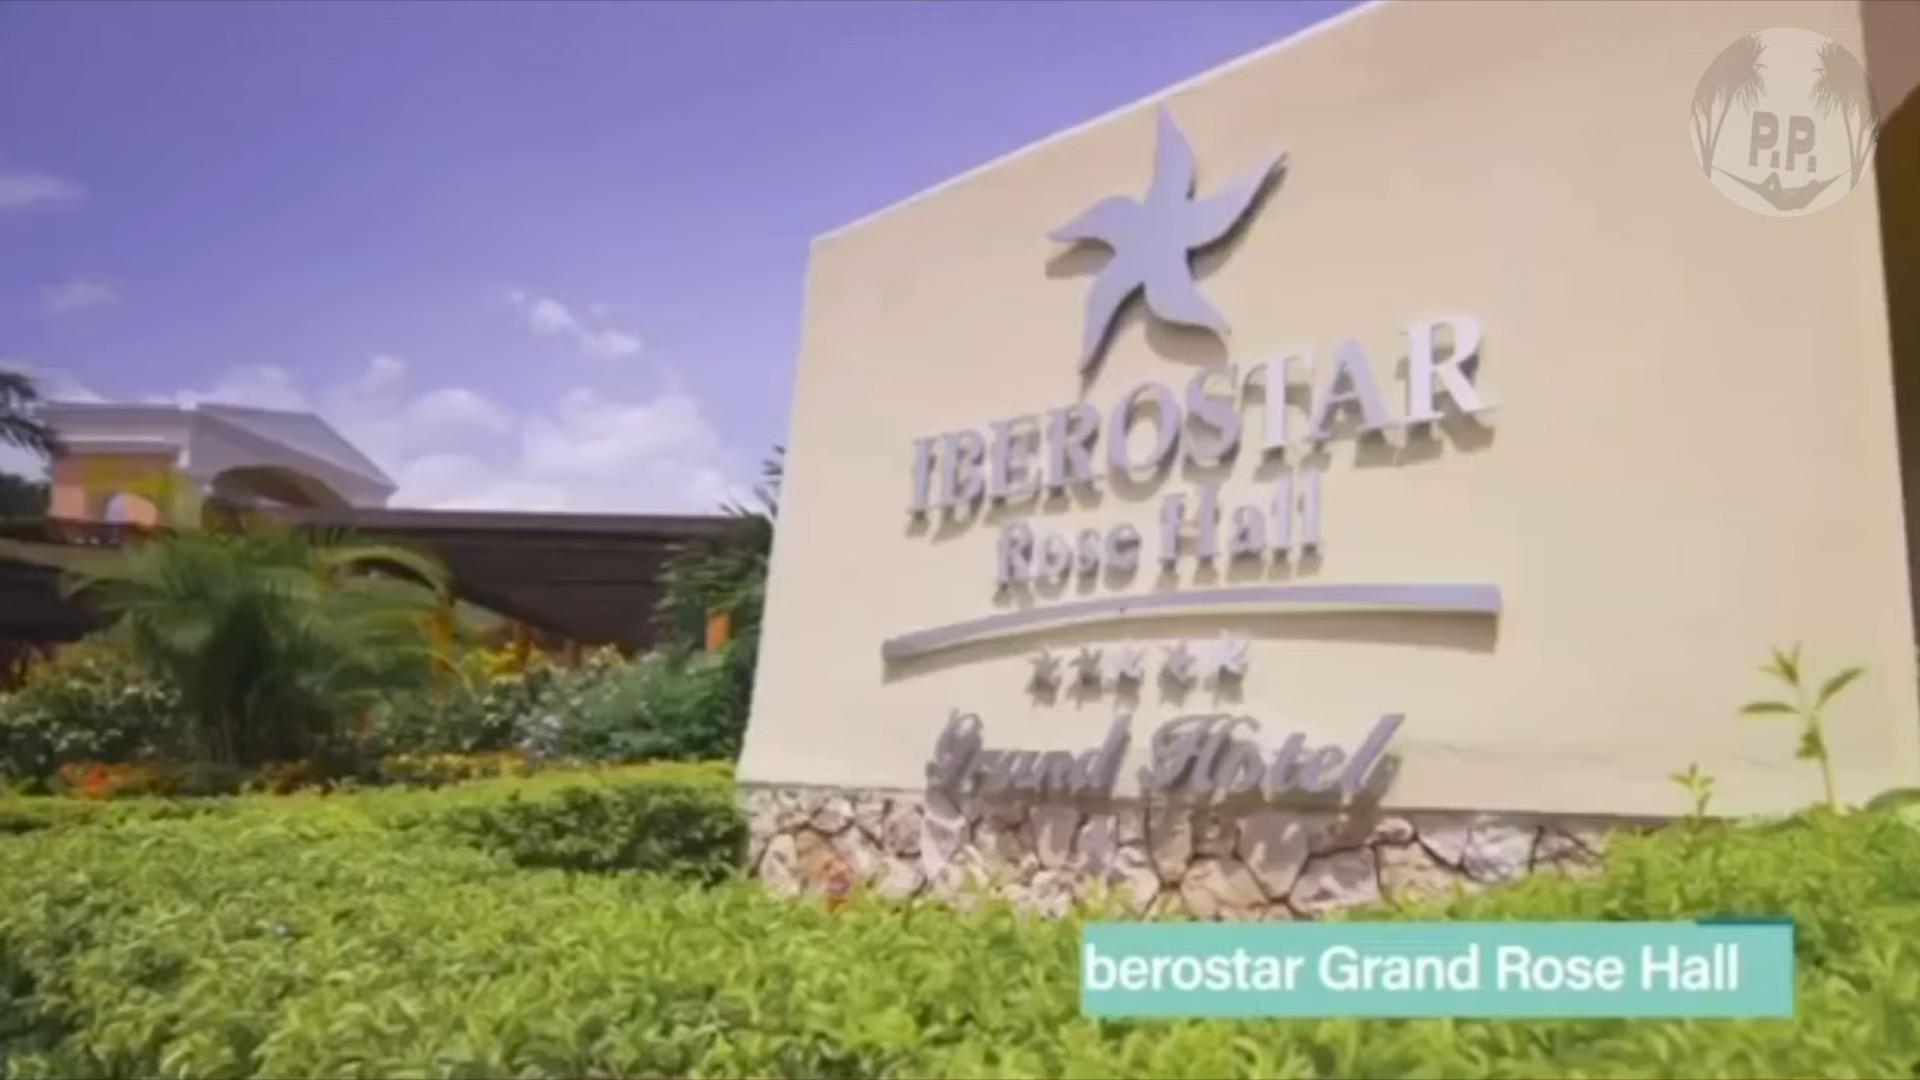 P.P.
IBEROSTAR
Rose Hall
Grand Hotel
berostar Grand Rose Hall